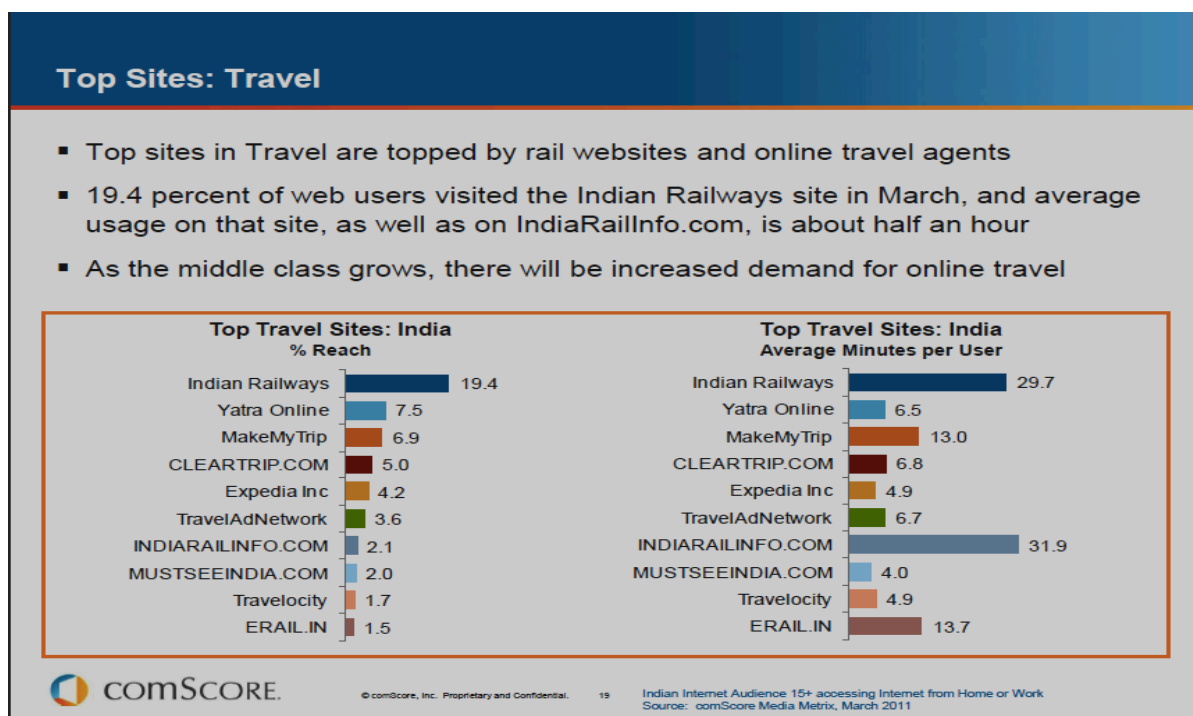 Top Sites: Travel
▪ Top sites in Travel are topped by rail websites and online travel agents
▪ 19.4 percent of web users visited the Indian Railways site in March, and average
usage on that site, as well as on IndiaRailInfo.com, is about half an hour
▪ As the middle class grows, there will be increased demand for online travel
Top Travel Sites: India
% Reach
Indian Railways 19.4
Yatra Online 7.5
MakeMyTrip 6.9
CLEARTRIP.COM 5.0
Expedia Inc 4.2
TravelAdNetwork 3.6
INDIARAILINFO.COM 2.1
MUSTSEEINDIA.COM 2.0
Travelocity 1.7
ERAIL.IN 1.5
Top Travel Sites: India
Average Minutes per User
Indian Railways 29.7
Yatra Online 6.5
MakeMyTrip 13.0
CLEARTRIP.COM 6.8
Expedia Inc 4.9
TravelAdNetwork 6.7
INDIARAILINFO.COM 31.9
MUSTSEEINDIA.COM 4.0
Travelocity 4.9
ERAIL.IN 13.7
comScore.
© comScore, Inc. Proprietary and Confidential.
19
Indian Internet Audience 15+ accessing Internet from Home or Work
Source: comScore Media Metrix, March 2011